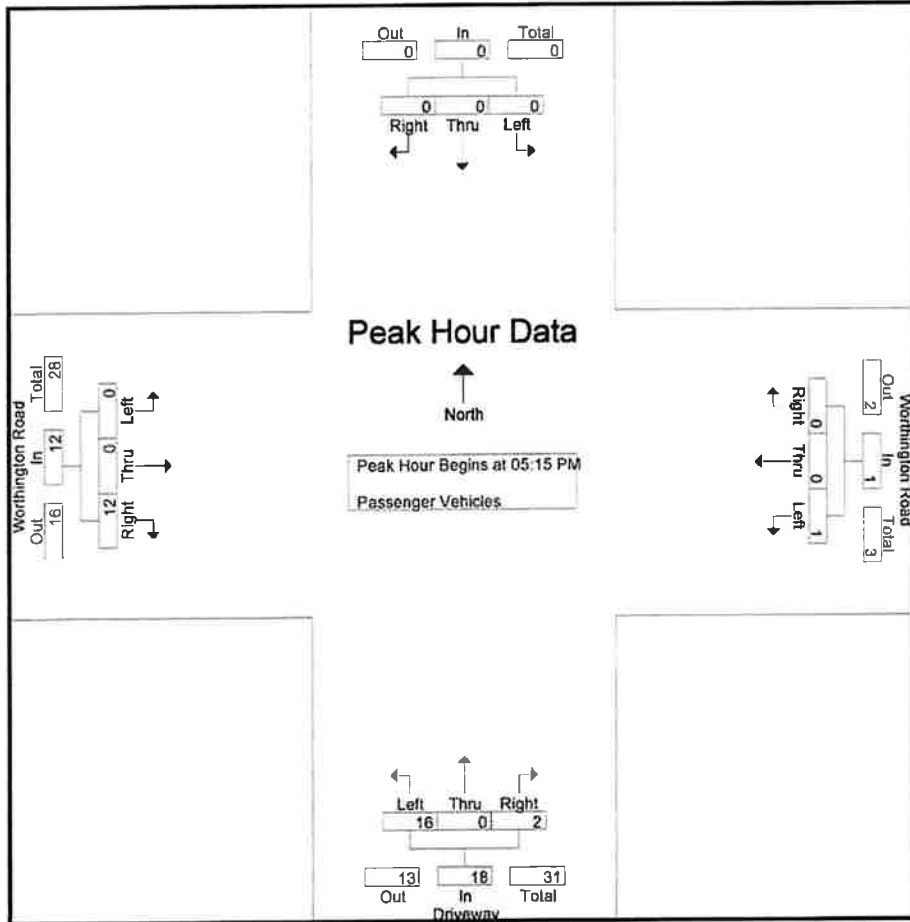 Out In Total
0 0 0
0 0 0
Right Thru Left
Peak Hour Data
North
Peak Hour Begins at 05:15 PM
Passenger Vehicles
Worthington Road
Total In Out
28 12 16
0 0 12
Left Thru Right
Right Thru Left
0 0 1
Out In Total
2 1 3
Worthington Road
Left Thru Right
16 0 2
13 18 31
Out In Total
Driveway